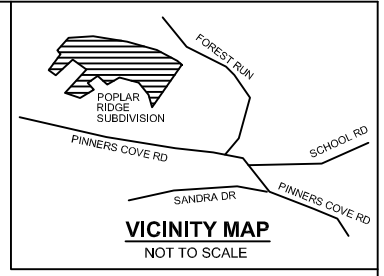 FOREST RUN
POPLAR
RIDGE
SUBDIVISION
PINNERS COVE RD
SCHOOL RD
SANDRA DR
PINNERS COVE RD
VICINITY MAP
NOT TO SCALE